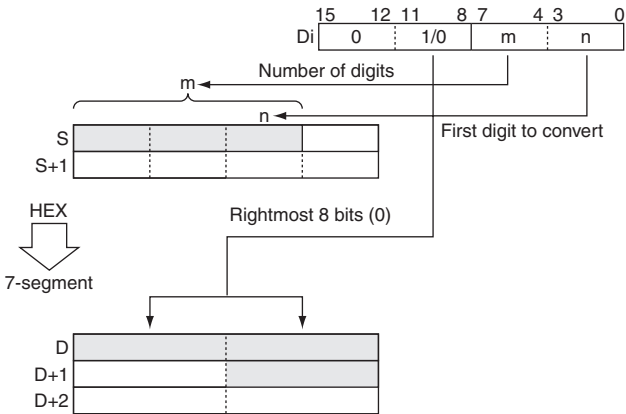 15 12 11 8 7 4 3 0
Di 0 1/0 m n
Number of digits
m
n
First digit to convert
S
S+1
HEX
Rightmost 8 bits (0)
7-segment
D
D+1
D+2